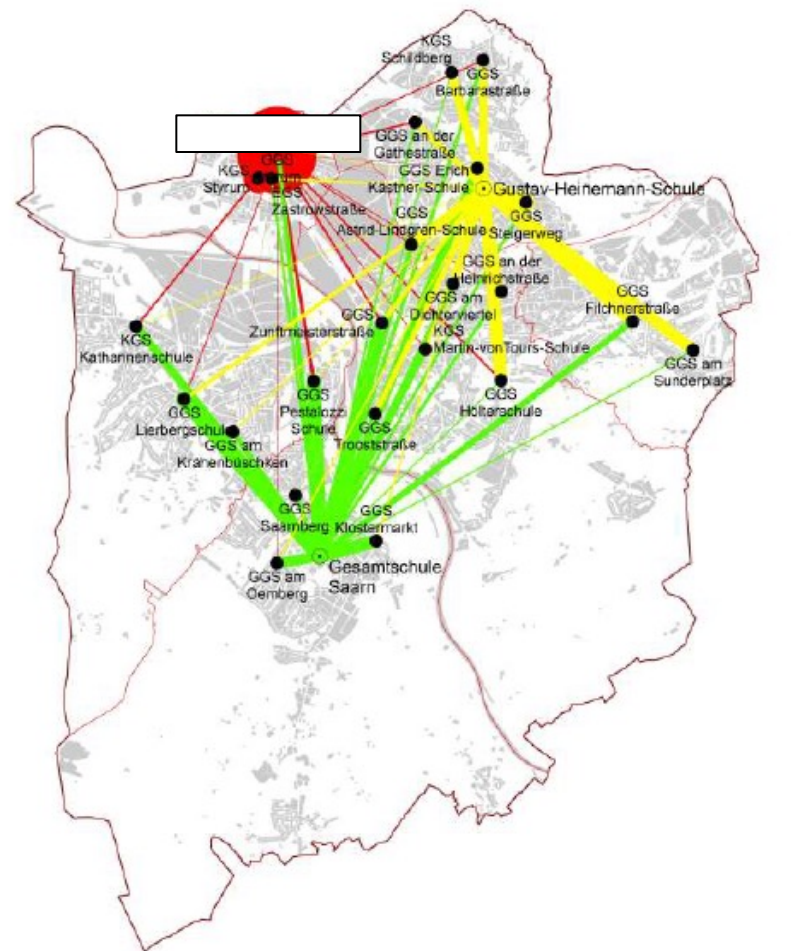 KGS
Schildberg
GGS
Barbarastraße
GGS an der
Gathestraße
GGS
KGS
Styrum
GGS
Zastrowstraße
GGS Erich
Kästner-Schule
Gustav-Heinemann-Schule
GGS
Astrid-Lindgren-Schule
GGS
Steigerweg
GGS an der
Heinrichstraße
GGS am
Dichterviertel
GGS
Filchnerstraße
GGS
Zunftmeisterstraße
KGS
Martin-vonTours-Schule
KGS
Katharinenschule
GGS am
Sunderplatz
GGS
Lierbergschule
GGS
Pestalozzi
Schule
GGS
Trooststraße
GGS
Hölterschule
GGS am
Krähenbüschken
GGS
Saarnberg
GGS
Klostermarkt
GGS am
Oemberg
Gesamtschule
Saarn